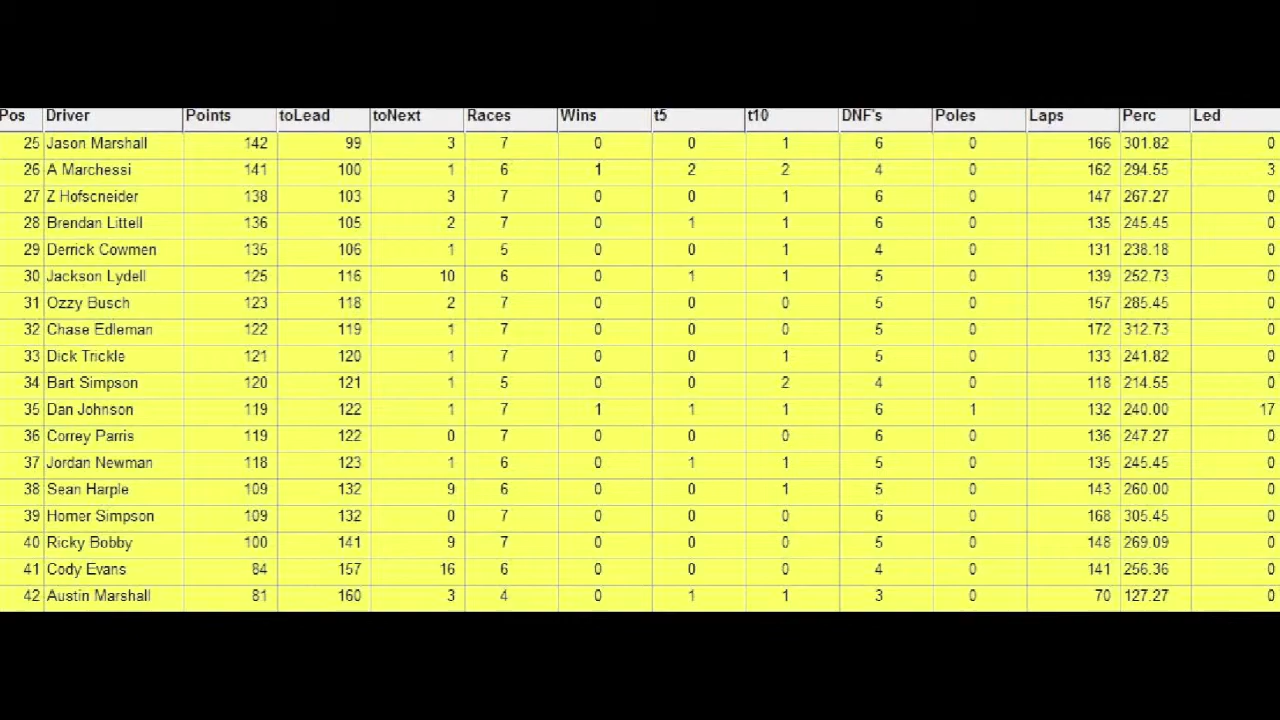 Pos Driver Points toLead toNext Races Wins t5 t10 DNF's Poles Laps Perc Led
25 Jason Marshall 142 99 3 7 0 0 1 6 0 166 301.82 0
26 A Marchessi 141 100 1 6 1 2 2 4 0 162 294.55 3
27 Z Hofscneider 138 103 3 7 0 0 1 6 0 147 267.27 0
28 Brendan Littell 136 105 2 7 0 1 1 6 0 135 245.45 0
29 Derrick Cowmen 135 106 1 5 0 0 1 4 0 131 238.18 0
30 Jackson Lydell 125 116 10 6 0 1 1 5 0 139 252.73 0
31 Ozzy Busch 123 118 2 7 0 0 0 5 0 157 285.45 0
32 Chase Edleman 122 119 1 7 0 0 0 5 0 172 312.73 0
33 Dick Trickle 121 120 1 7 0 0 1 5 0 133 241.82 0
34 Bart Simpson 120 121 1 5 0 0 2 4 0 118 214.55 0
35 Dan Johnson 119 122 1 7 1 1 1 6 1 132 240.00 17
36 Correy Parris 119 122 0 7 0 0 0 6 0 136 247.27 0
37 Jordan Newman 118 123 1 6 0 1 1 5 0 135 245.45 0
38 Sean Harple 109 132 9 6 0 0 1 5 0 143 260.00 0
39 Homer Simpson 109 132 0 7 0 0 0 6 0 168 305.45 0
40 Ricky Bobby 100 141 9 7 0 0 0 5 0 148 269.09 0
41 Cody Evans 84 157 16 6 0 0 0 4 0 141 256.36 0
42 Austin Marshall 81 160 3 4 0 1 1 3 0 70 127.27 0